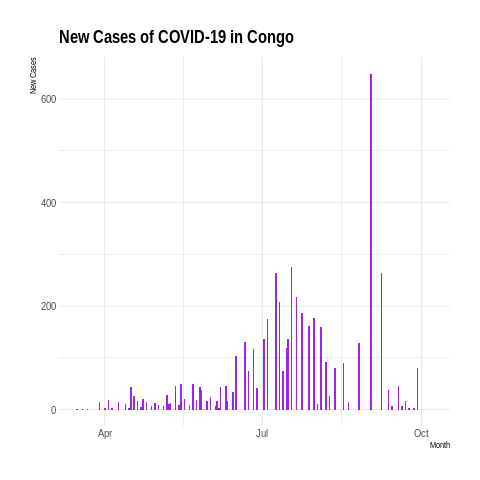 New Cases of COVID-19 in Congo
New Cases
600
400
200
0
Apr
Jul
Oct
Month